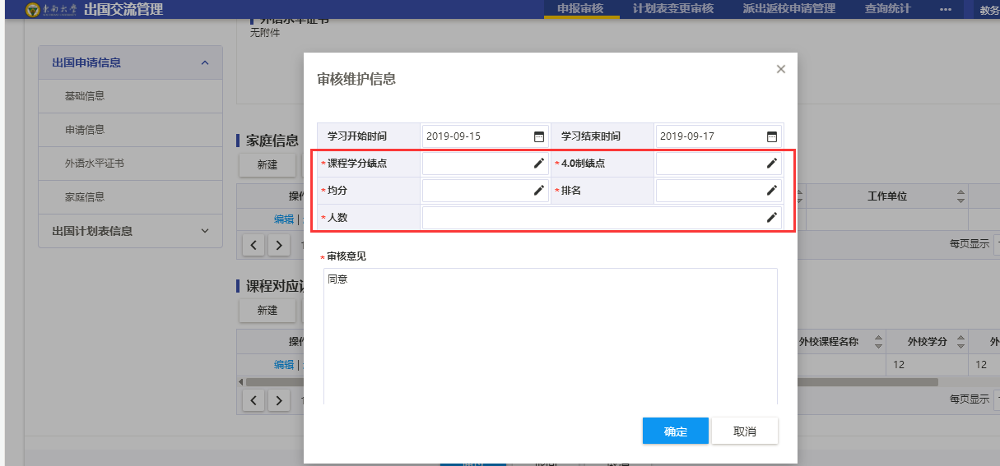 东南大学 出国交流管理 申报审核 计划表变更审核 派出返校申请管理 查询统计 ••• 教务
外语水平证书
无附件
出国申请信息
基础信息
申请信息
外语水平证书
家庭信息
出国计划表信息
家庭信息
新建
操作
工作单位
编辑 |
每页显示
课程对应
新建
操作
外校课程名称 外校学分 外
编辑 |
12 12
每页显示
审核维护信息
学习开始时间 2019-09-15 学习结束时间 2019-09-17
*课程学分绩点 *4.0制绩点
*均分 *排名
*人数
*审核意见
同意
确定 取消